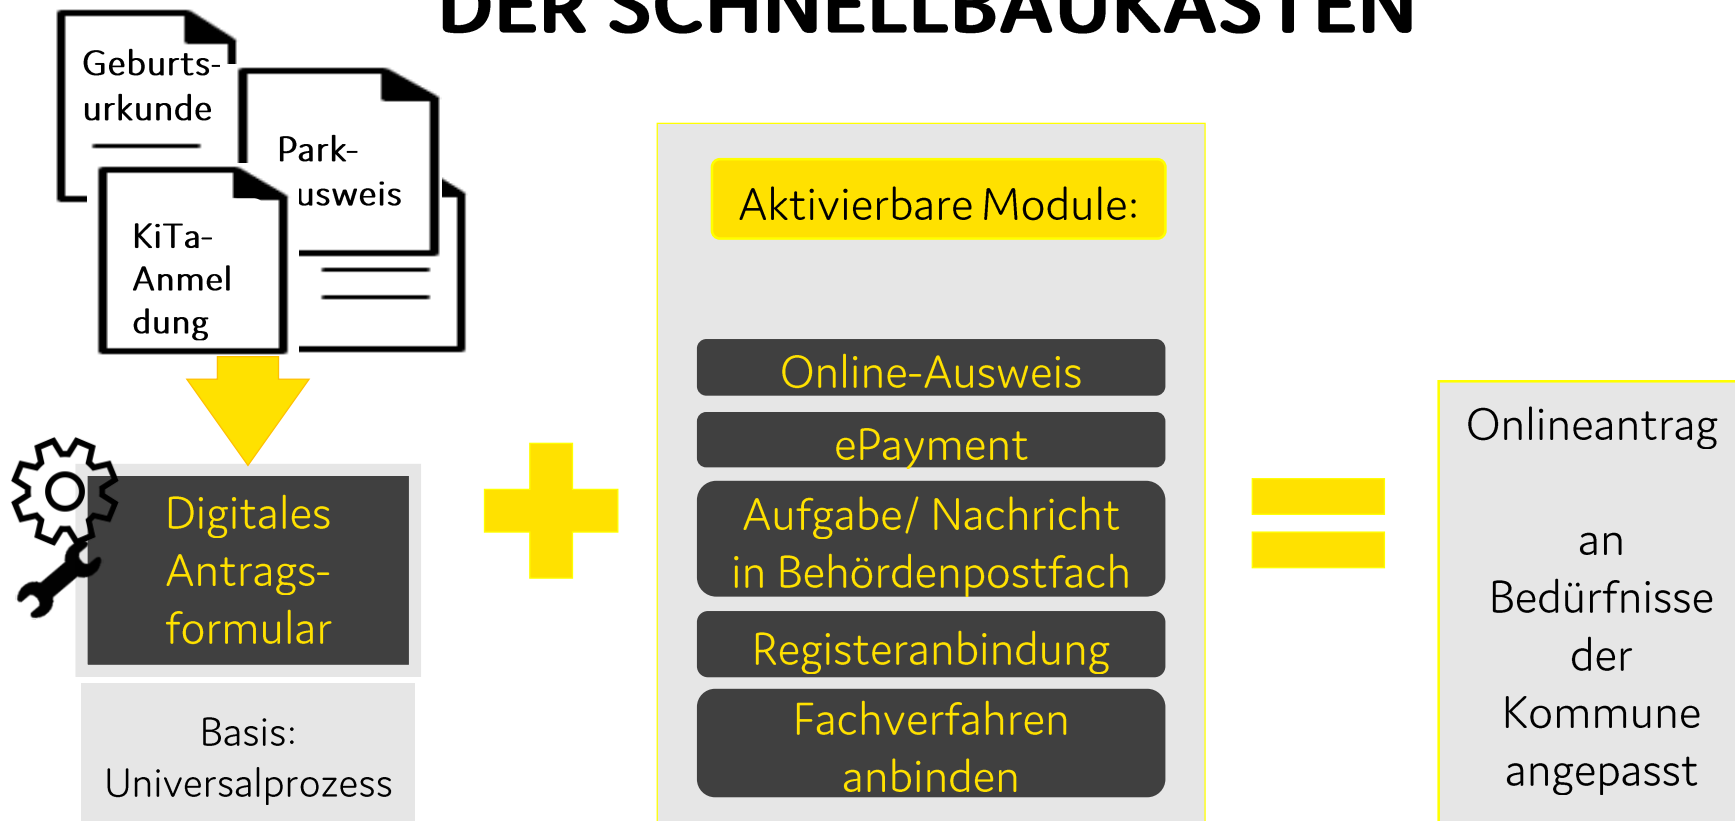 DER SCHNELLBAUKASTEN
Geburts-
urkunde
Park-
usweis
KiTa-
Anmel
dung
Digitales
Antrags-
formular
Basis:
Universalprozess
Aktivierbare Module:
Online-Ausweis
ePayment
Aufgabe/ Nachricht
in Behördenpostfach
Registeranbindung
Fachverfahren
anbinden
Onlineantrag
an
Bedürfnisse
der
Kommune
angepasst